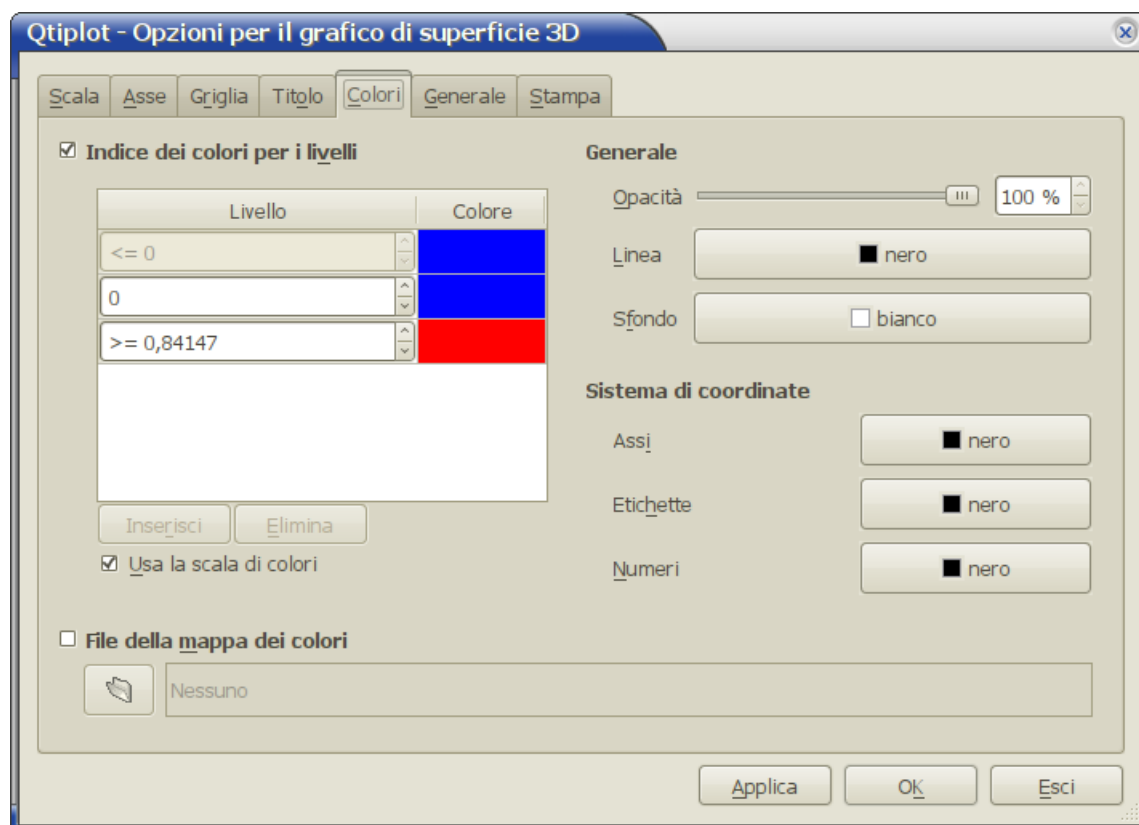 Qtiplot - Opzioni per il grafico di superficie 3D
Scala Asse Griglia Titolo Colori Generale Stampa
Indice dei colori per i livelli
Livello Colore
<= 0
0
>= 0,84147
Inserisci Elimina
Usa la scala di colori
Generale
Opacità 100 %
Linea nero
Sfondo bianco
Sistema di coordinate
Assi nero
Etichette nero
Numeri nero
File della mappa dei colori
Nessuno
Applica OK Esci